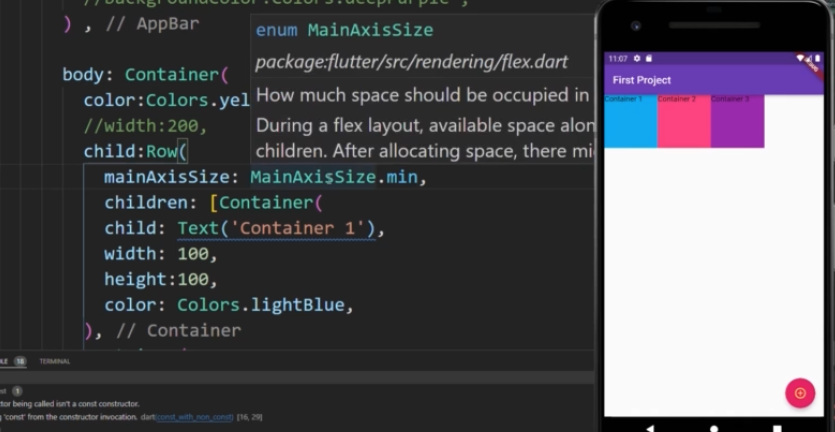 //backgroundColor:Colors.deepPurple ,
) , // AppBar
body: Container(
color:Colors.yel
//width:200,
child:Row(
mainAxisSize: MainAxisSize.min,
children: [Container(
child: Text('Container 1'),
width: 100,
height:100,
color: Colors.lightBlue,
), // Container
enum MainAxisSize
package:flutter/src/rendering/flex.dart
How much space should be occupied in
During a flex layout, available space alon
children. After allocating space, there mi
LE 16 TERMINAL
1
tor being called isn't a const constructor.
'const' from the constructor invocation. dart(const_with_non_const) [16, 29]
11:07
First Project
Container 1 Container 2 Container 3